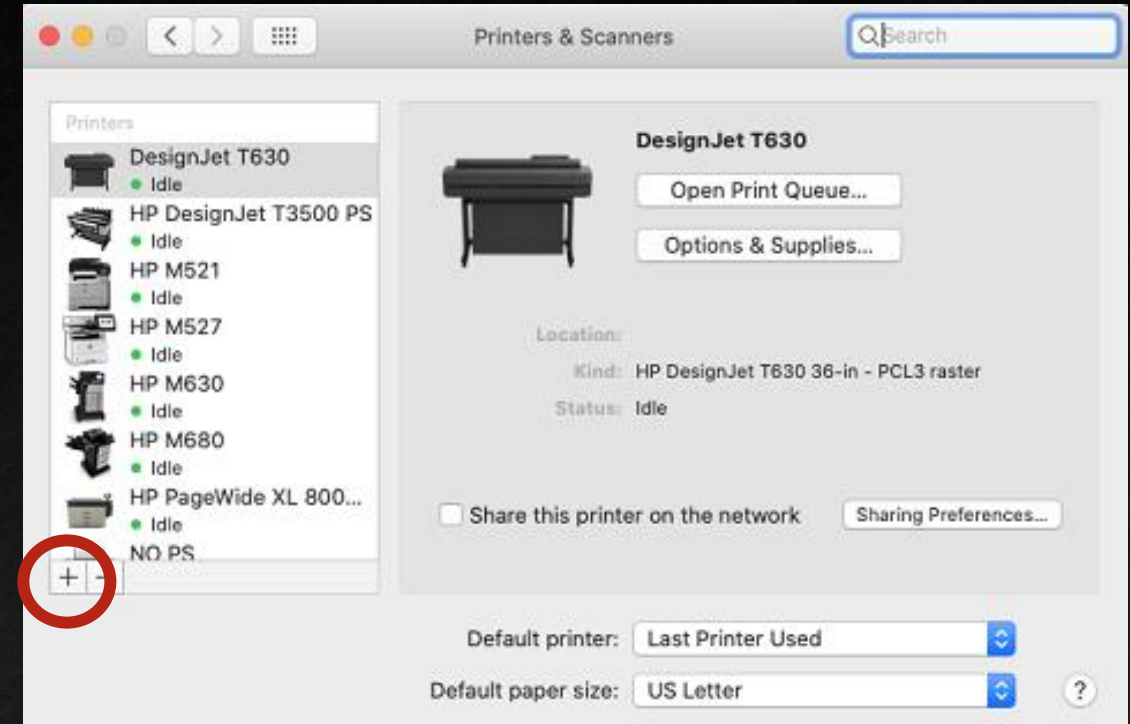 Printers & Scanners
Search
Printers
DesignJet T630
Idle
HP DesignJet T3500 PS
Idle
HP M521
Idle
HP M527
Idle
HP M630
Idle
HP M680
Idle
HP PageWide XL 800...
Idle
NO PS
+ -
DesignJet T630
Open Print Queue...
Options & Supplies...
Location:
Kind: HP DesignJet T630 36-in - PCL3 raster
Status: Idle
Share this printer on the network
Sharing Preferences...
Default printer: Last Printer Used
Default paper size: US Letter
?